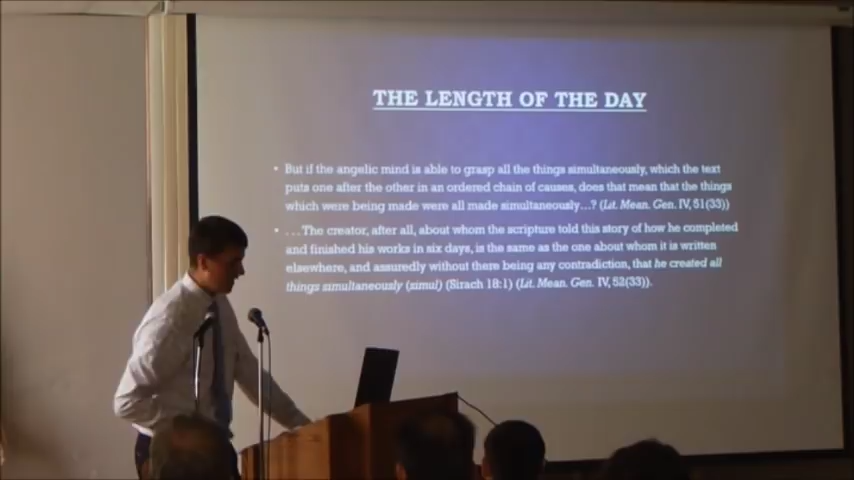 THE LENGTH OF THE DAY
• But if the angelic mind is able to grasp all the things simultaneously, which the text
puts one after the other in an ordered chain of causes, does that mean that the things
which were being made were all made simultaneously...? (Lit. Mean. Gen. IV, 51(33))
• ...The creator, after all, about whom the scripture told this story of how he completed
and finished his works in six days, is the same as the one about whom it is written
elsewhere, and assuredly without there being any contradiction, that he created all
things simultaneously (simul) (Sirach 18:1) (Lit. Mean. Gen. IV, 52(33)).